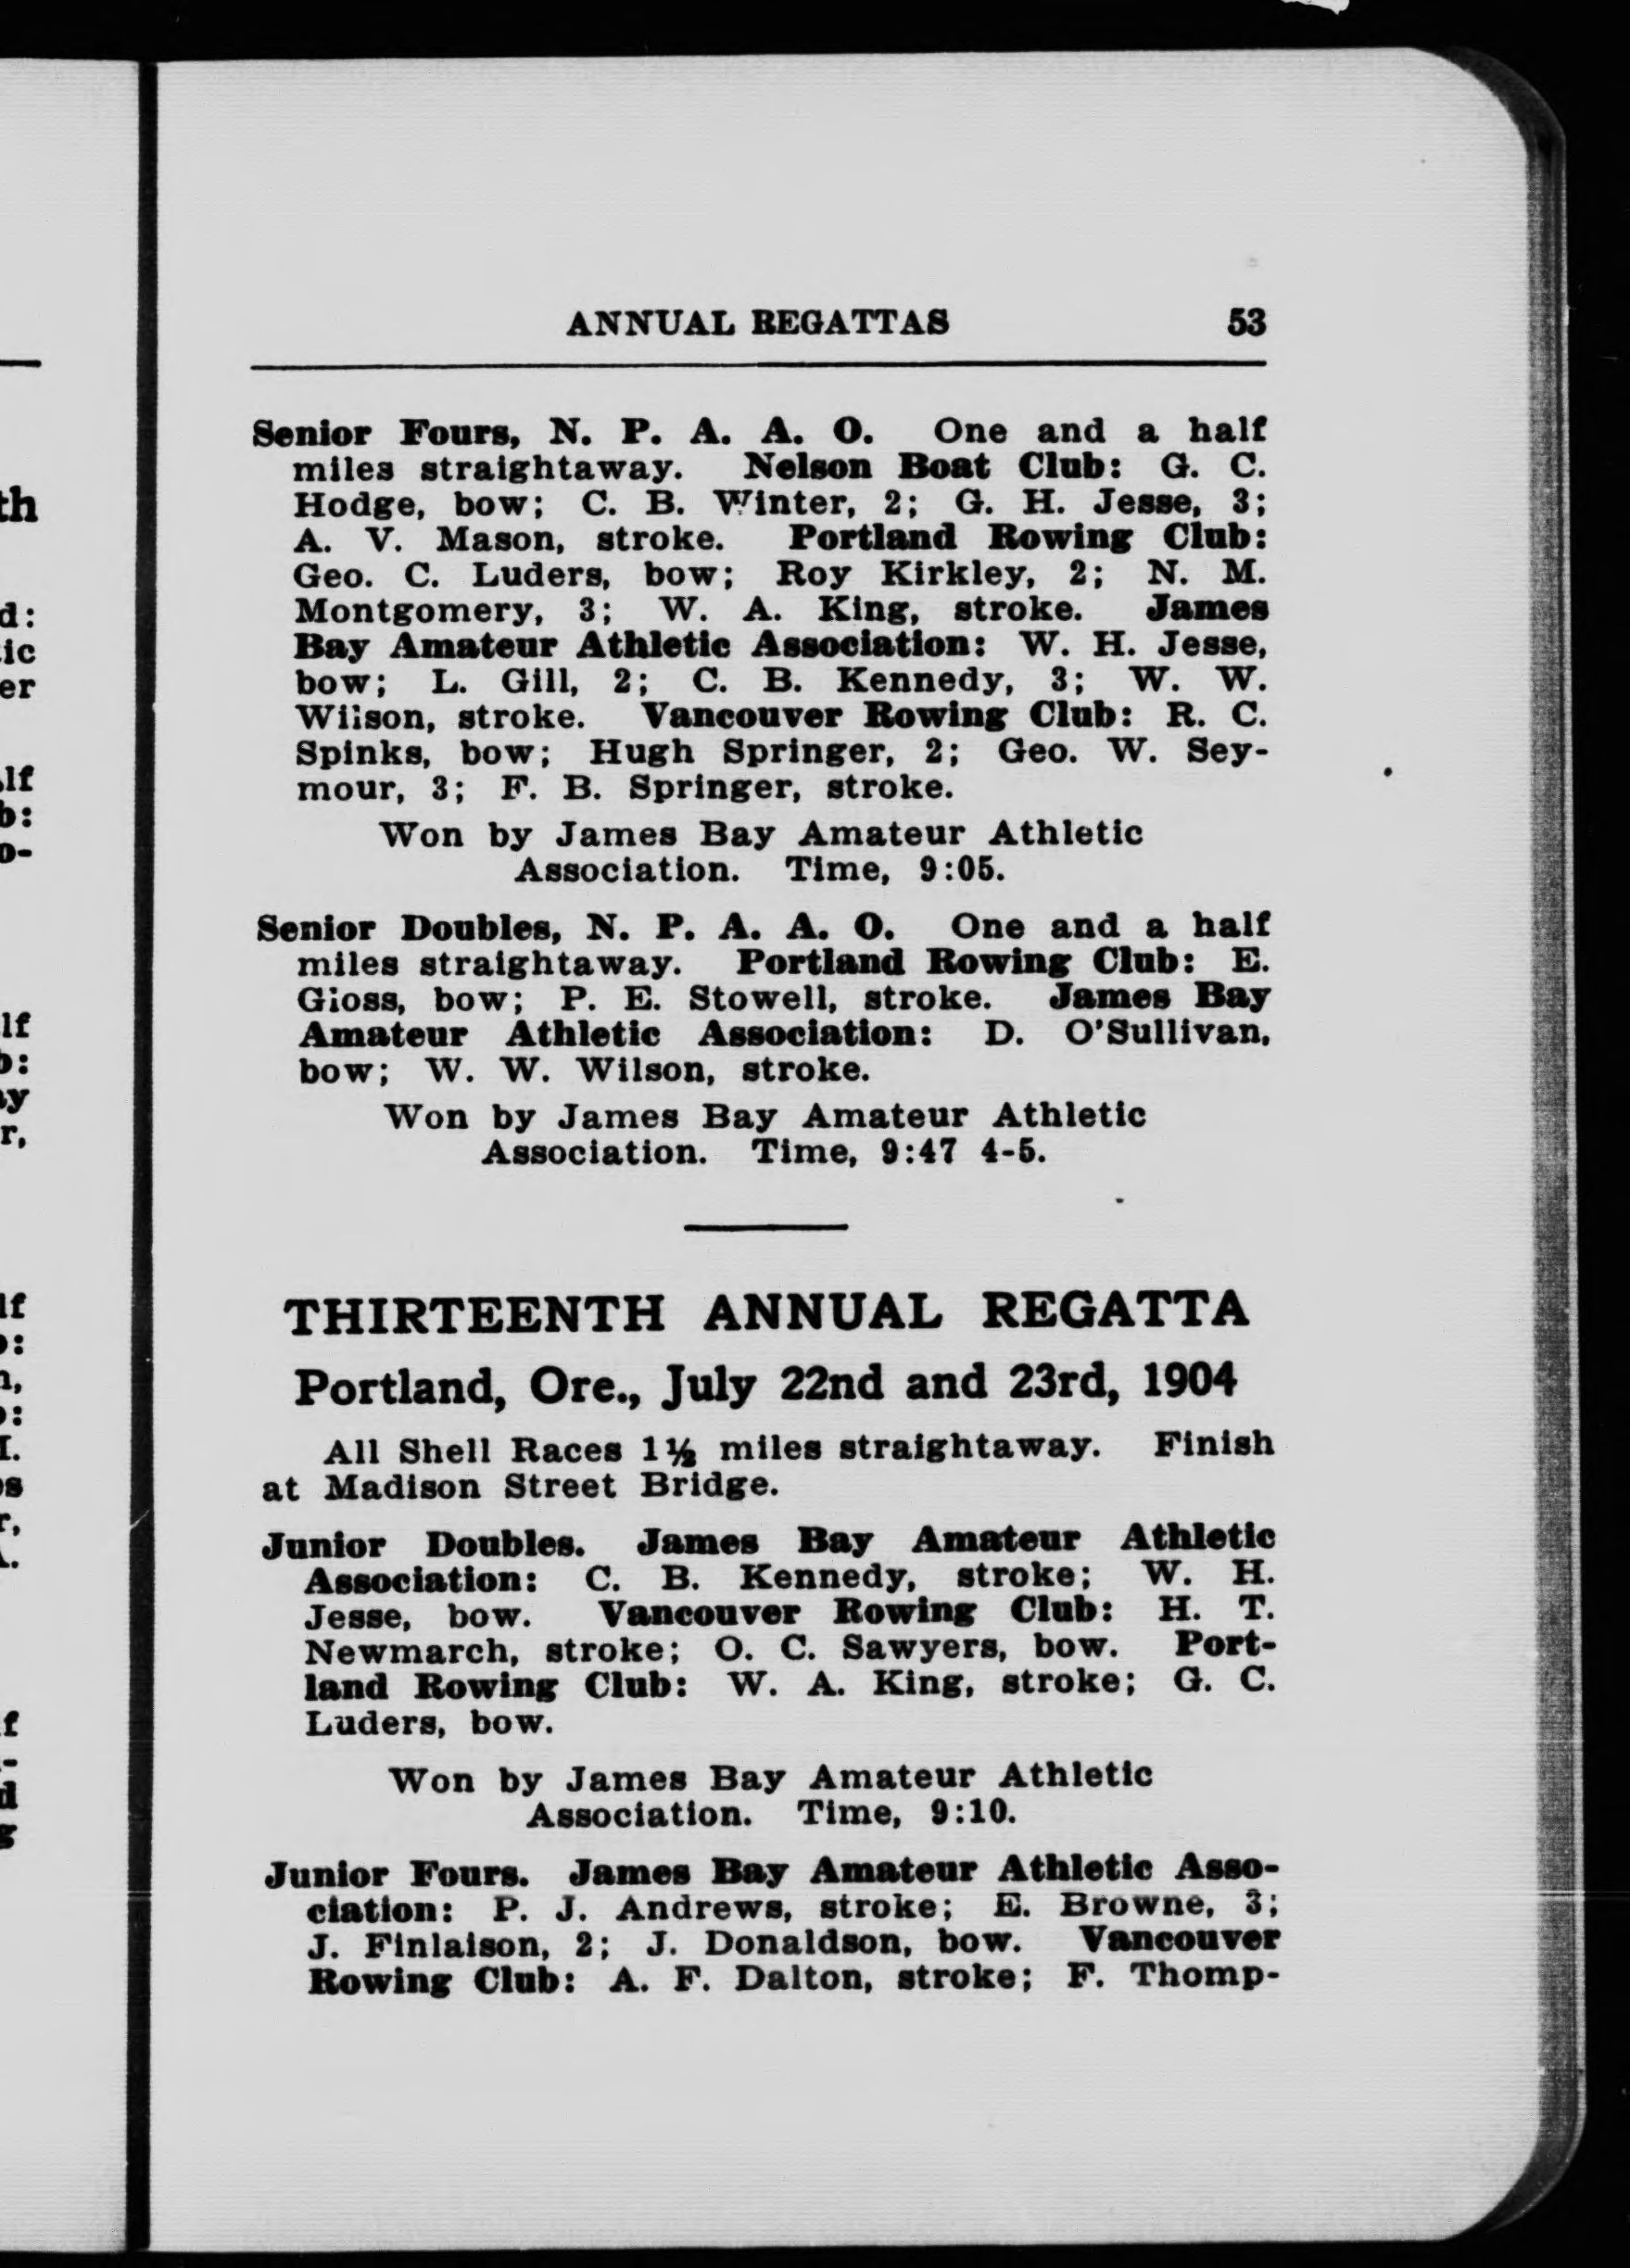 ANNUAL REGATTAS 53
Senior Fours, N. P. A. A. O. One and a half
miles straightaway. Nelson Boat Club: G. C.
Hodge, bow; C. B. Winter, 2; G. H. Jesse, 3;
A. V. Mason, stroke. Portland Rowing Club:
Geo. C. Luders, bow; Roy Kirkley, 2; N. M.
Montgomery, 3; W. A. King, stroke. James
Bay Amateur Athletic Association: W. H. Jesse,
bow; L. Gill, 2; C. B. Kennedy, 3; W. W.
Wilson, stroke. Vancouver Rowing Club: R. C.
Spinks, bow; Hugh Springer, 2; Geo. W. Sey-
mour, 3; F. B. Springer, stroke.
Won by James Bay Amateur Athletic
Association. Time, 9:05.
Senior Doubles, N. P. A. A. O. One and a half
miles straightaway. Portland Rowing Club: E.
Gloss, bow; P. E. Stowell, stroke. James Bay
Amateur Athletic Association: D. O'Sullivan,
bow; W. W. Wilson, stroke.
Won by James Bay Amateur Athletic
Association. Time, 9:47 4-5.
THIRTEENTH ANNUAL REGATTA
Portland, Ore., July 22nd and 23rd, 1904
All Shell Races 1½ miles straightaway. Finish
at Madison Street Bridge.
Junior Doubles. James Bay Amateur Athletic
Association: C. B. Kennedy, stroke; W. H.
Jesse, bow. Vancouver Rowing Club: H. T.
Newmarch, stroke; O. C. Sawyers, bow. Port-
land Rowing Club: W. A. King, stroke; G. C.
Luders, bow.
Won by James Bay Amateur Athletic
Association. Time, 9:10.
Junior Fours. James Bay Amateur Athletic Asso-
ciation: P. J. Andrews, stroke; E. Browne, 3;
J. Finlaison, 2; J. Donaldson, bow. Vancouver
Rowing Club: A. F. Dalton, stroke; F. Thomp-